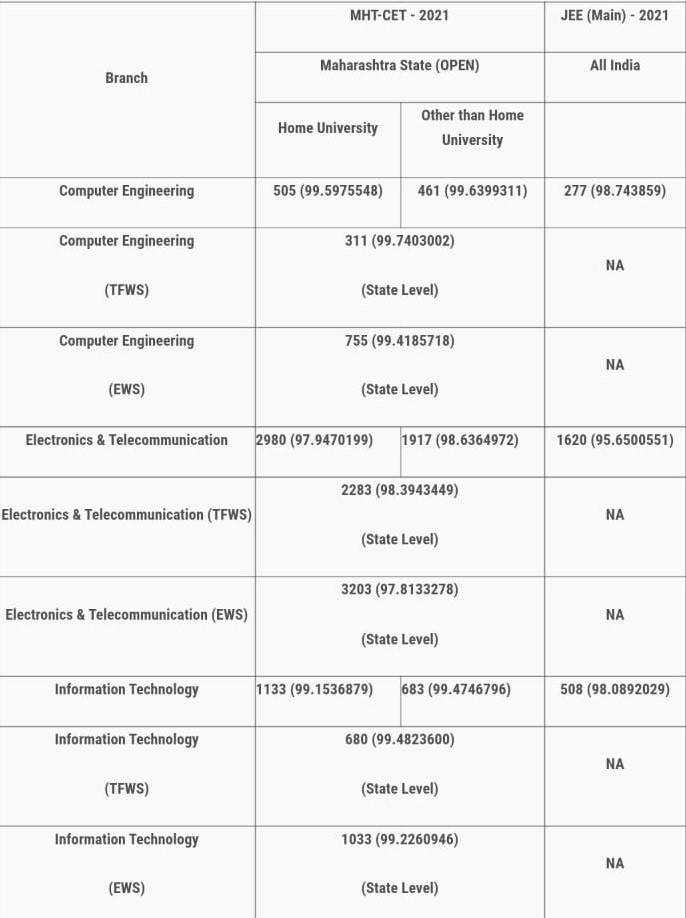 MHT-CET - 2021
JEE (Main) - 2021
Branch
Maharashtra State (OPEN)
All India
Home University
Other than Home
University
Computer Engineering
505 (99.5975548)
461 (99.6399311)
277 (98.743859)
Computer Engineering
(TFWS)
311 (99.7403002)
(State Level)
NA
Computer Engineering
(EWS)
755 (99.4185718)
(State Level)
NA
Electronics & Telecommunication
2980 (97.9470199)
1917 (98.6364972)
1620 (95.6500551)
Electronics & Telecommunication (TFWS)
2283 (98.3943449)
(State Level)
NA
Electronics & Telecommunication (EWS)
3203 (97.8133278)
(State Level)
NA
Information Technology
1133 (99.1536879)
683 (99.4746796)
508 (98.0892029)
Information Technology
(TFWS)
680 (99.4823600)
(State Level)
NA
Information Technology
(EWS)
1033 (99.2260946)
(State Level)
NA